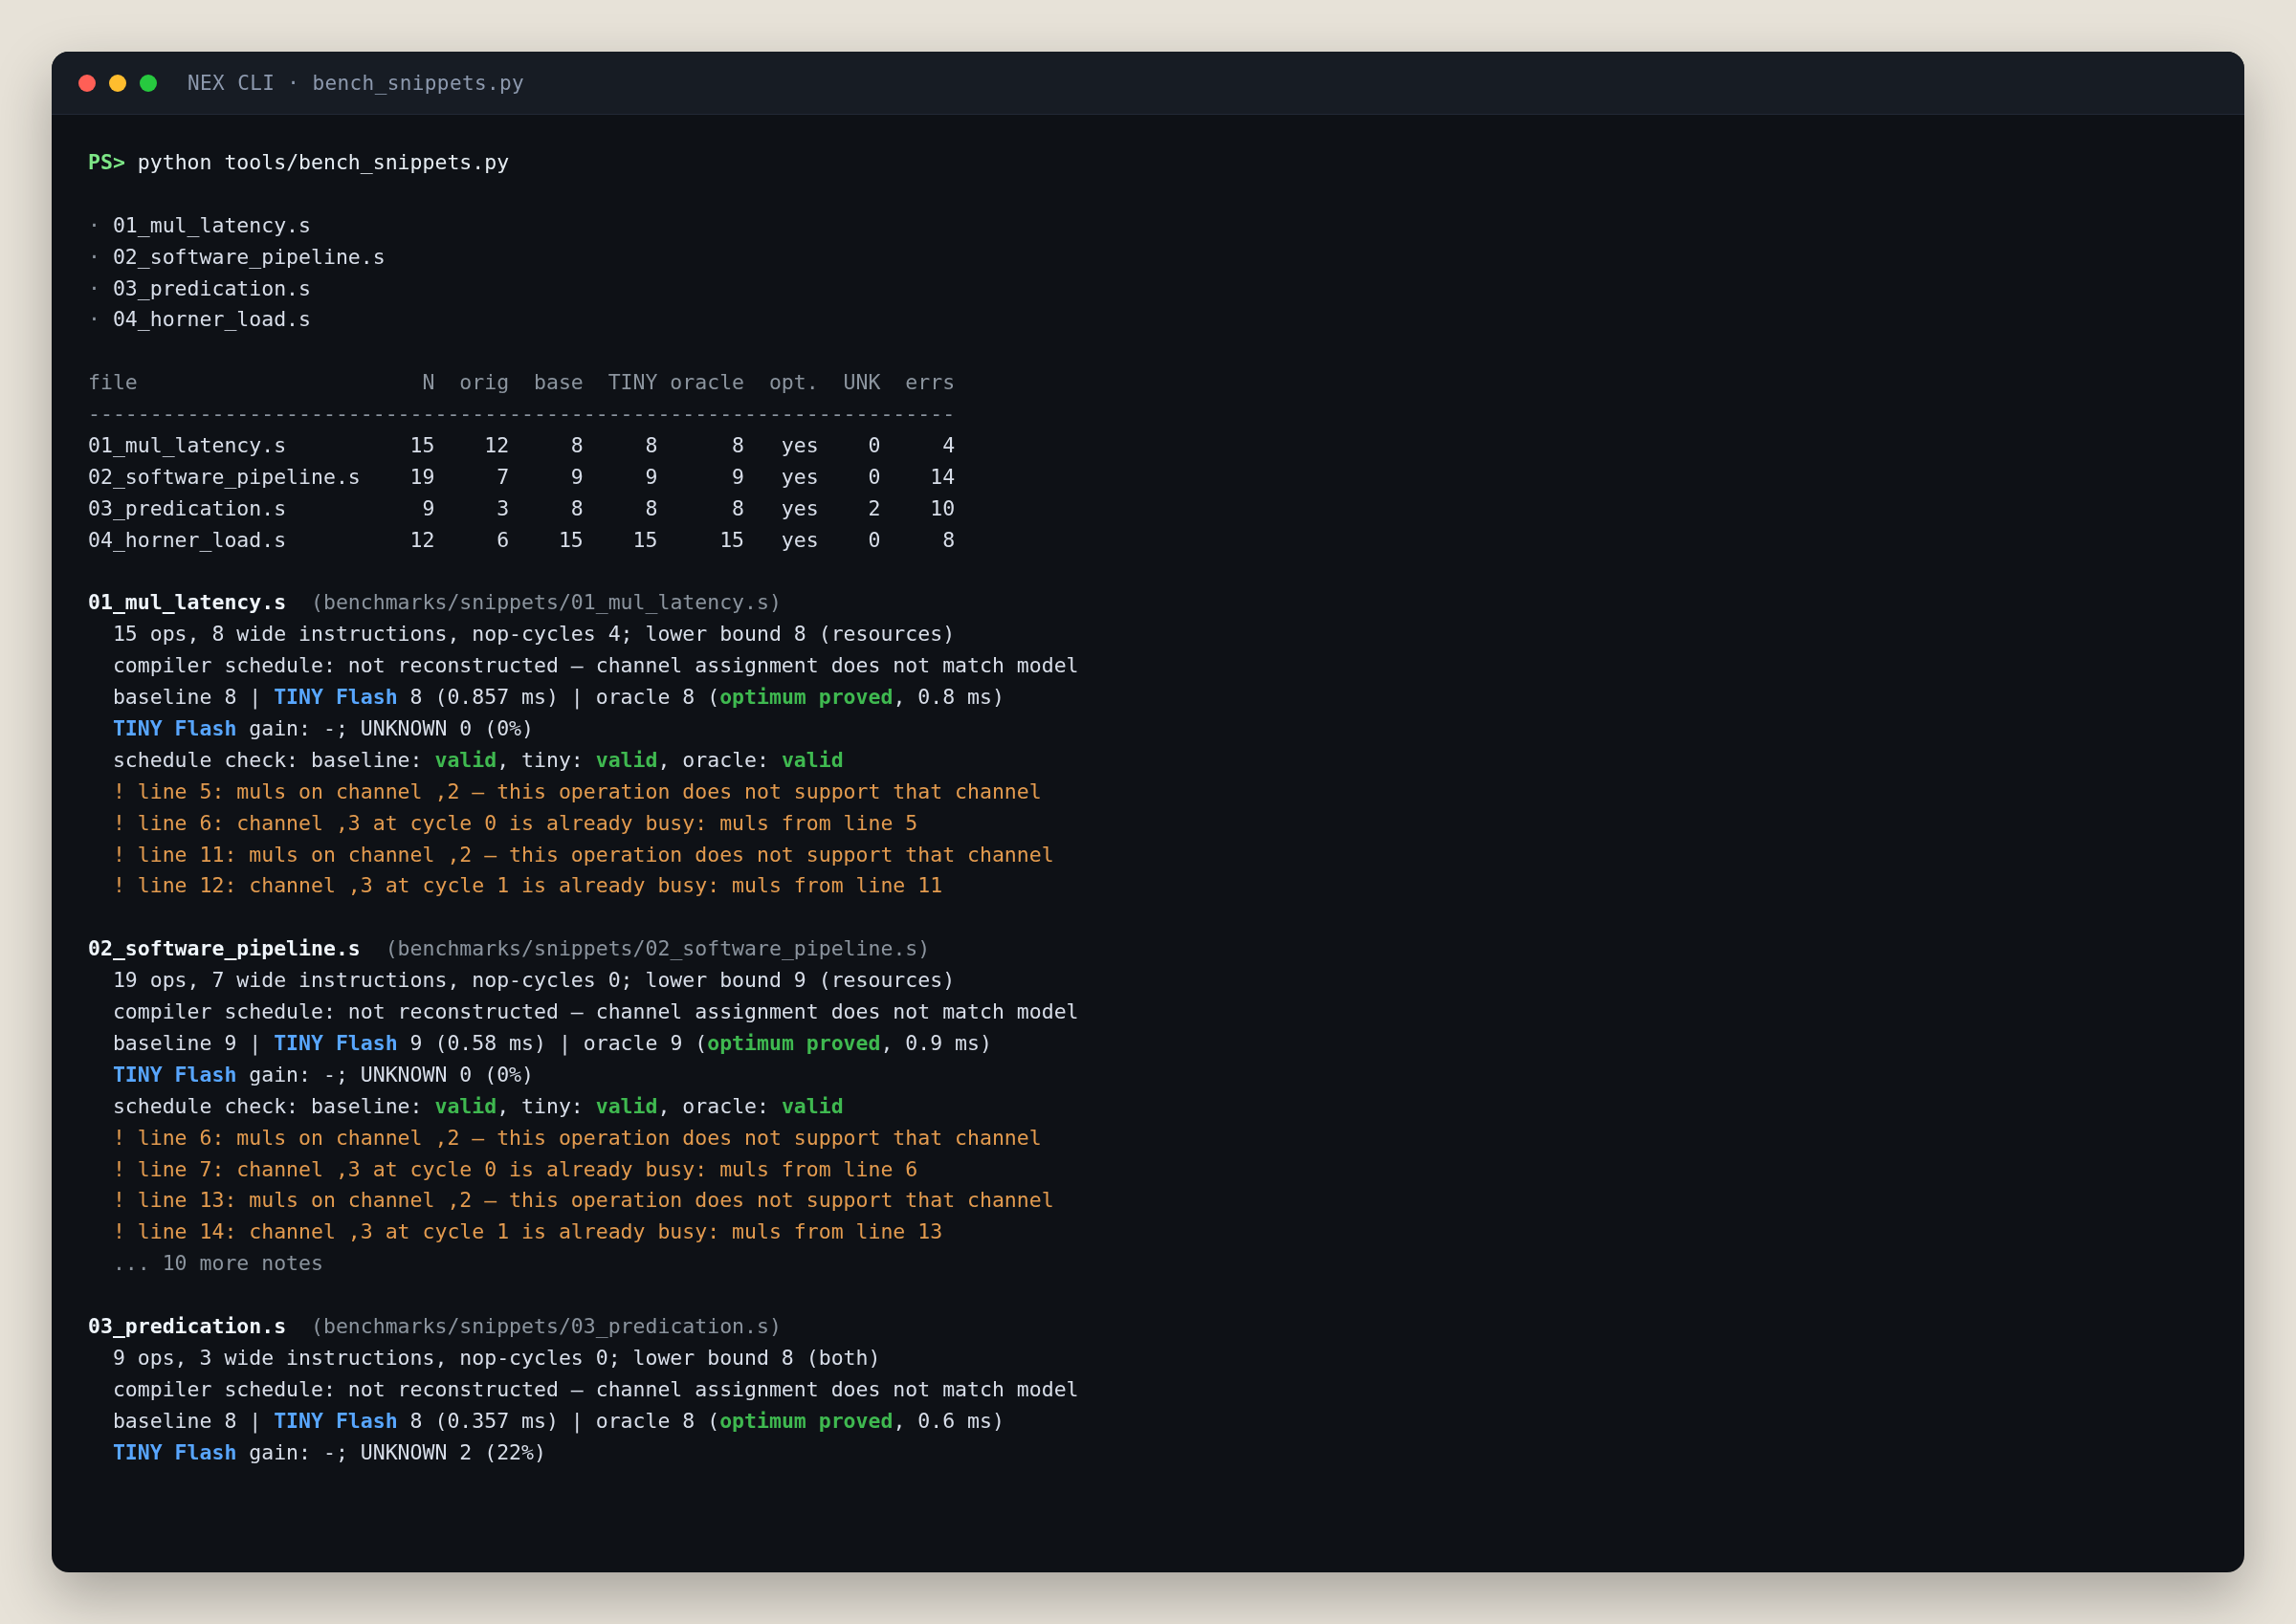 NEX CLI · bench_snippets.py
PS> python tools/bench_snippets.py
· 01_mul_latency.s
· 02_software_pipeline.s
· 03_predication.s
· 04_horner_load.s
file                       N  orig  base  TINY oracle  opt.  UNK  errs
----------------------------------------------------------------------
01_mul_latency.s          15    12     8     8      8   yes    0     4
02_software_pipeline.s    19     7     9     9      9   yes    0    14
03_predication.s           9     3     8     8      8   yes    2    10
04_horner_load.s          12     6    15    15     15   yes    0     8
01_mul_latency.s  (benchmarks/snippets/01_mul_latency.s)
  15 ops, 8 wide instructions, nop-cycles 4; lower bound 8 (resources)
  compiler schedule: not reconstructed — channel assignment does not match model
  baseline 8 | TINY Flash 8 (0.857 ms) | oracle 8 (optimum proved, 0.8 ms)
  TINY Flash gain: -; UNKNOWN 0 (0%)
  schedule check: baseline: valid, tiny: valid, oracle: valid
  ! line 5: muls on channel ,2 — this operation does not support that channel
  ! line 6: channel ,3 at cycle 0 is already busy: muls from line 5
  ! line 11: muls on channel ,2 — this operation does not support that channel
  ! line 12: channel ,3 at cycle 1 is already busy: muls from line 11
02_software_pipeline.s  (benchmarks/snippets/02_software_pipeline.s)
  19 ops, 7 wide instructions, nop-cycles 0; lower bound 9 (resources)
  compiler schedule: not reconstructed — channel assignment does not match model
  baseline 9 | TINY Flash 9 (0.58 ms) | oracle 9 (optimum proved, 0.9 ms)
  TINY Flash gain: -; UNKNOWN 0 (0%)
  schedule check: baseline: valid, tiny: valid, oracle: valid
  ! line 6: muls on channel ,2 — this operation does not support that channel
  ! line 7: channel ,3 at cycle 0 is already busy: muls from line 6
  ! line 13: muls on channel ,2 — this operation does not support that channel
  ! line 14: channel ,3 at cycle 1 is already busy: muls from line 13
  ... 10 more notes
03_predication.s  (benchmarks/snippets/03_predication.s)
  9 ops, 3 wide instructions, nop-cycles 0; lower bound 8 (both)
  compiler schedule: not reconstructed — channel assignment does not match model
  baseline 8 | TINY Flash 8 (0.357 ms) | oracle 8 (optimum proved, 0.6 ms)
  TINY Flash gain: -; UNKNOWN 2 (22%)